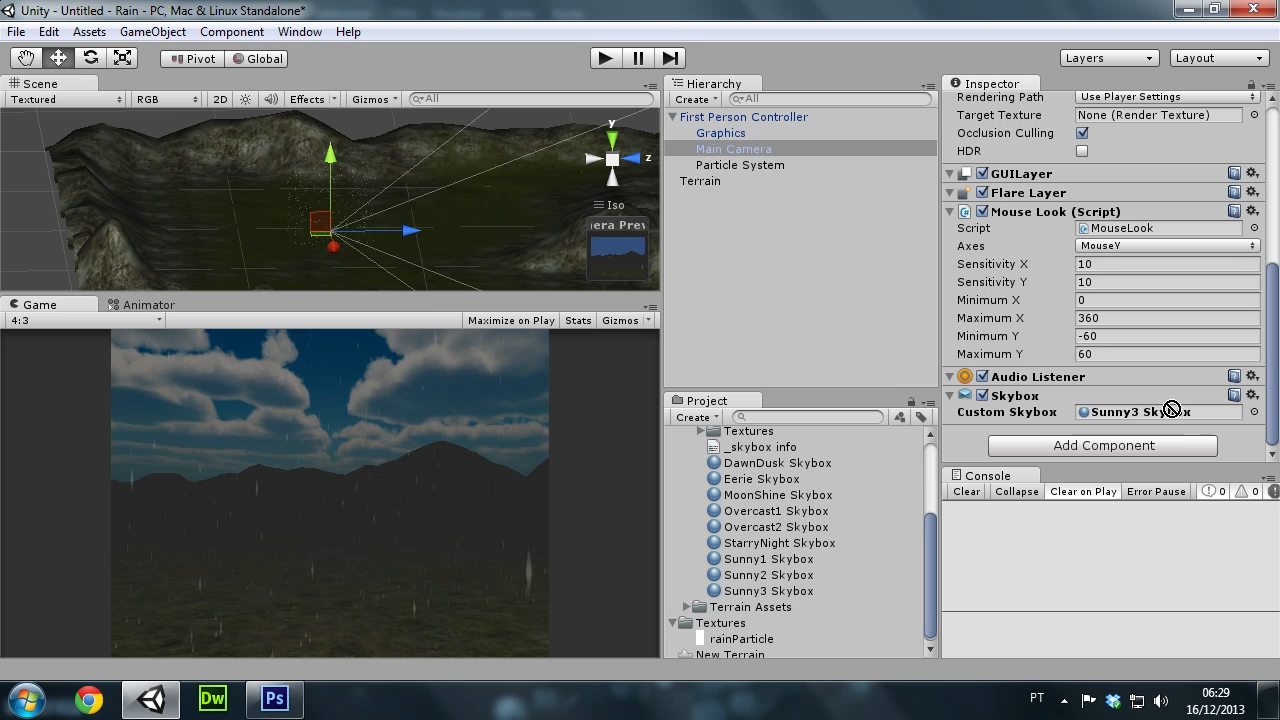 Unity - Untitled - Rain - PC, Mac & Linux Standalone*
File Edit Assets GameObject Component Window Help
Pivot Global Layers Layout
Scene
Textured RGB 2D Effects Gizmos All
y
z
Iso
era Prev
Game Animator
4:3 Maximize on Play Stats Gizmos
Hierarchy
Create All
First Person Controller
Graphics
Main Camera
Particle System
Terrain
Project
Create
Textures
_skybox info
DawnDusk Skybox
Eerie Skybox
MoonShine Skybox
Overcast1 Skybox
Overcast2 Skybox
StarryNight Skybox
Sunny1 Skybox
Sunny2 Skybox
Sunny3 Skybox
Terrain Assets
Textures
rainParticle
New Terrain
Inspector
Rendering Path Use Player Settings
Target Texture None (Render Texture)
Occlusion Culling
HDR
GUILayer
Flare Layer
Mouse Look (Script)
Script MouseLook
Axes MouseY
Sensitivity X 10
Sensitivity Y 10
Minimum X 0
Maximum X 360
Minimum Y -60
Maximum Y 60
Audio Listener
Skybox
Custom Skybox Sunny3 Skybox
Add Component
Console
Clear Collapse Clear on Play Error Pause 0 0
Dw Ps PT 06:29
16/12/2013